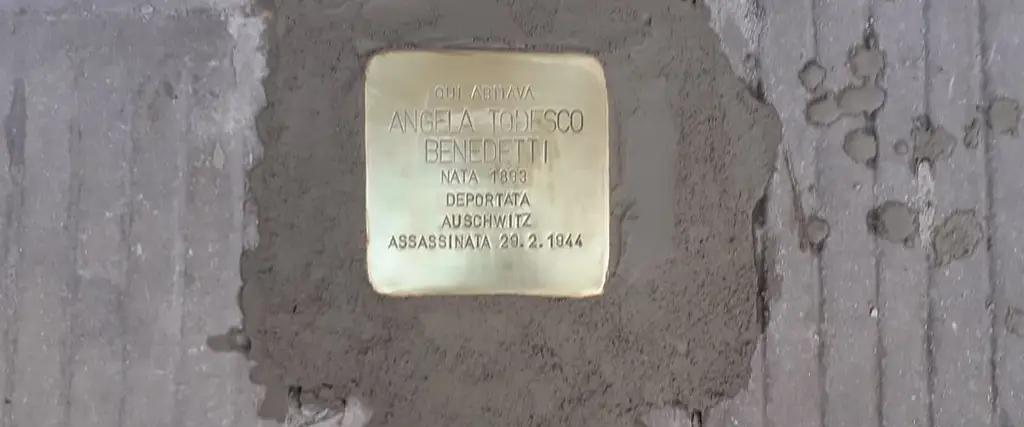 QUI ABITAVA
ANGELA TODESCO
BENEDETTI
NATA 1893
DEPORTATA
AUSCHWITZ
ASSASSINATA 29.2.1944